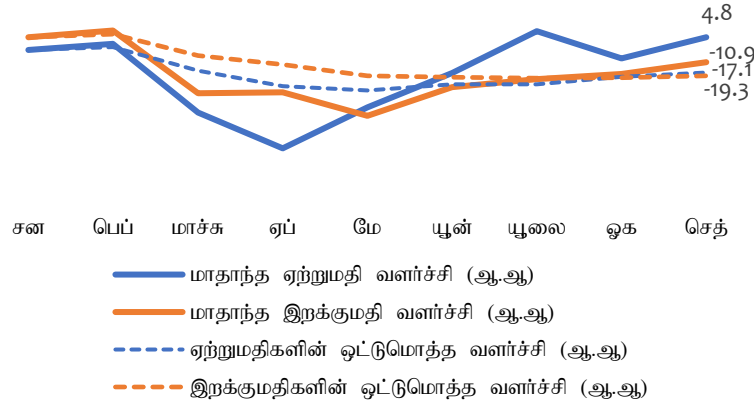 4.8
-10.9
-17.1
-19.3
சன பெப் மாச்சு ஏப் மே யூன் யூலை ஓக செத்
மாதாந்த ஏற்றுமதி வளர்ச்சி (ஆ.ஆ)
மாதாந்த இறக்குமதி வளர்ச்சி (ஆ.ஆ)
ஏற்றுமதிகளின் ஒட்டுமொத்த வளர்ச்சி (ஆ.ஆ)
இறக்குமதிகளின் ஒட்டுமொத்த வளர்ச்சி (ஆ.ஆ)